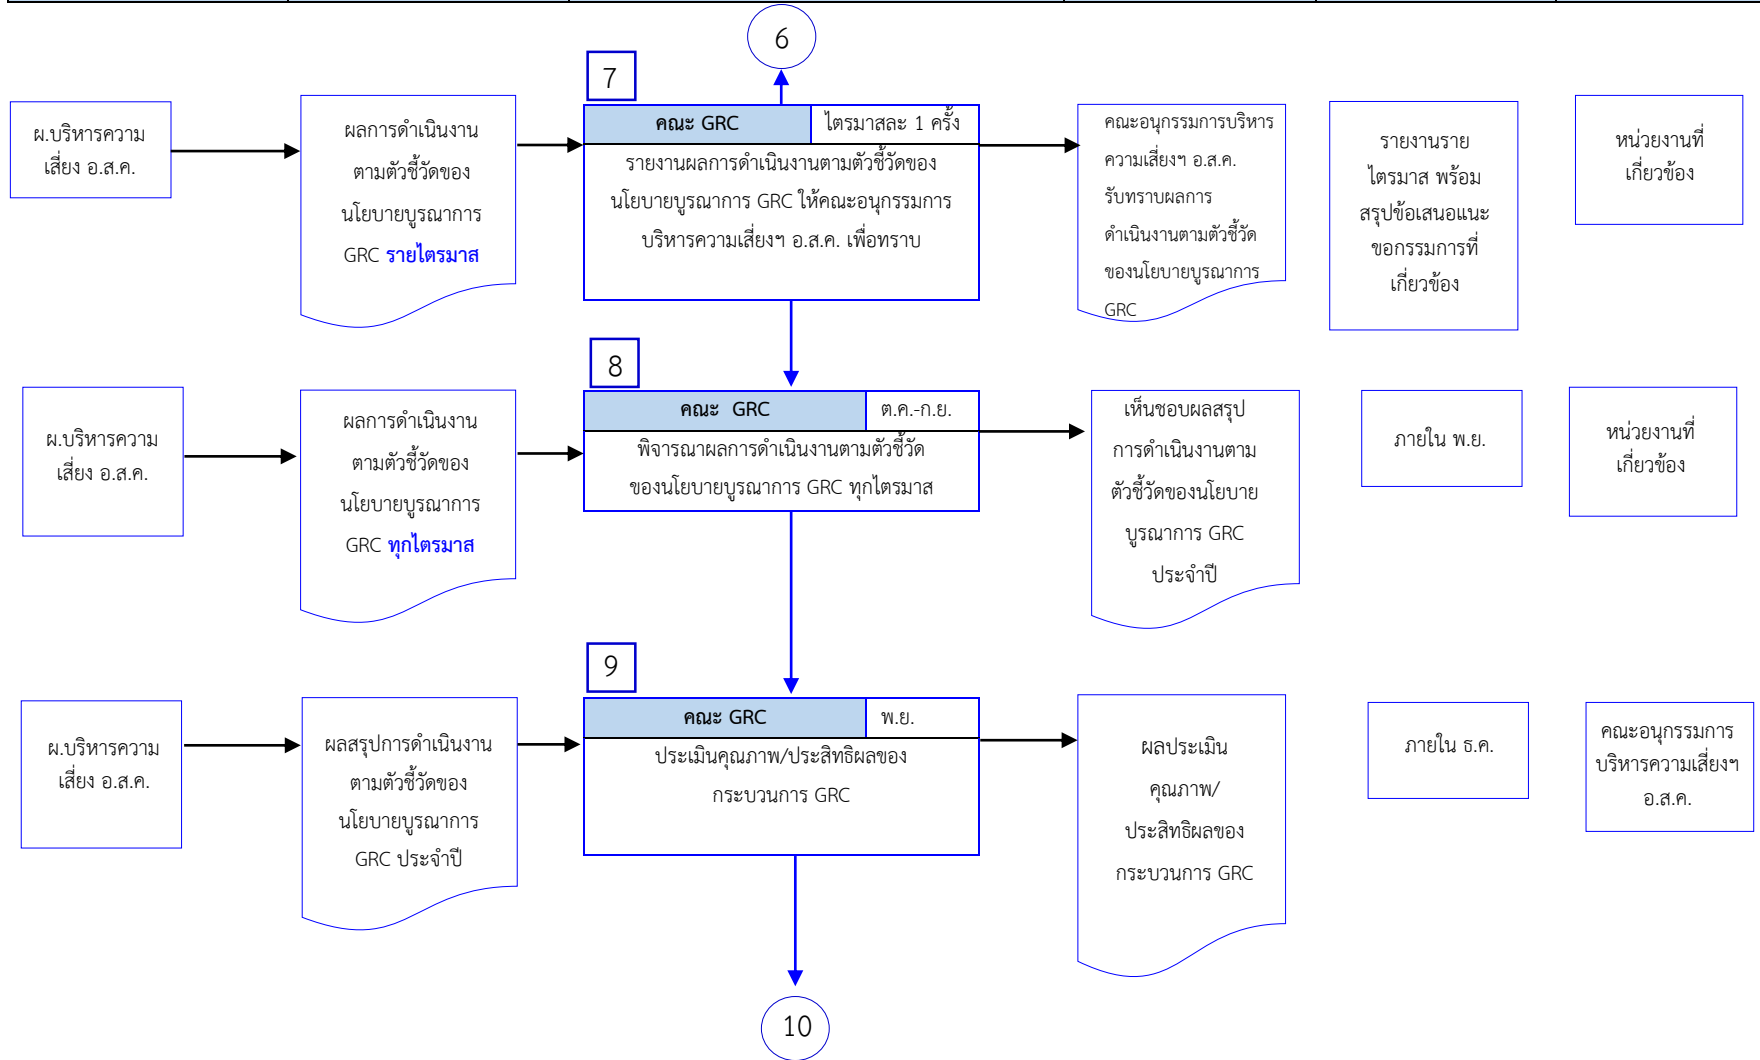 6
7
ผ.บริหารความ
เสี่ยง อ.ส.ค.
ผลการดำเนินงาน
ตามตัวชี้วัดของ
นโยบายบูรณาการ
GRC รายไตรมาส
คณะ GRC
ไตรมาสละ 1 ครั้ง
รายงานผลการดำเนินงานตามตัวชี้วัดของ
นโยบายบูรณาการ GRC ให้คณะอนุกรรมการ
บริหารความเสี่ยงฯ อ.ส.ค. เพื่อทราบ
คณะอนุกรรมการบริหาร
ความเสี่ยงฯ อ.ส.ค.
รับทราบผลการ
ดำเนินงานตามตัวชี้วัด
ของนโยบายบูรณาการ
GRC
รายงานราย
ไตรมาส พร้อม
สรุปข้อเสนอแนะ
ขอกรรมการที่
เกี่ยวข้อง
หน่วยงานที่
เกี่ยวข้อง
8
ผ.บริหารความ
เสี่ยง อ.ส.ค.
ผลการดำเนินงาน
ตามตัวชี้วัดของ
นโยบายบูรณาการ
GRC ทุกไตรมาส
คณะ GRC
ต.ค.-ก.ย.
พิจารณาผลการดำเนินงานตามตัวชี้วัด
ของนโยบายบูรณาการ GRC ทุกไตรมาส
เห็นชอบผลสรุป
การดำเนินงานตาม
ตัวชี้วัดของนโยบาย
บูรณาการ GRC
ประจำปี
ภายใน พ.ย.
หน่วยงานที่
เกี่ยวข้อง
9
ผ.บริหารความ
เสี่ยง อ.ส.ค.
ผลสรุปการดำเนินงาน
ตามตัวชี้วัดของ
นโยบายบูรณาการ
GRC ประจำปี
คณะ GRC
พ.ย.
ประเมินคุณภาพ/ประสิทธิผลของ
กระบวนการ GRC
ผลประเมิน
คุณภาพ/
ประสิทธิผลของ
กระบวนการ GRC
ภายใน ธ.ค.
คณะอนุกรรมการ
บริหารความเสี่ยงฯ
อ.ส.ค.
10